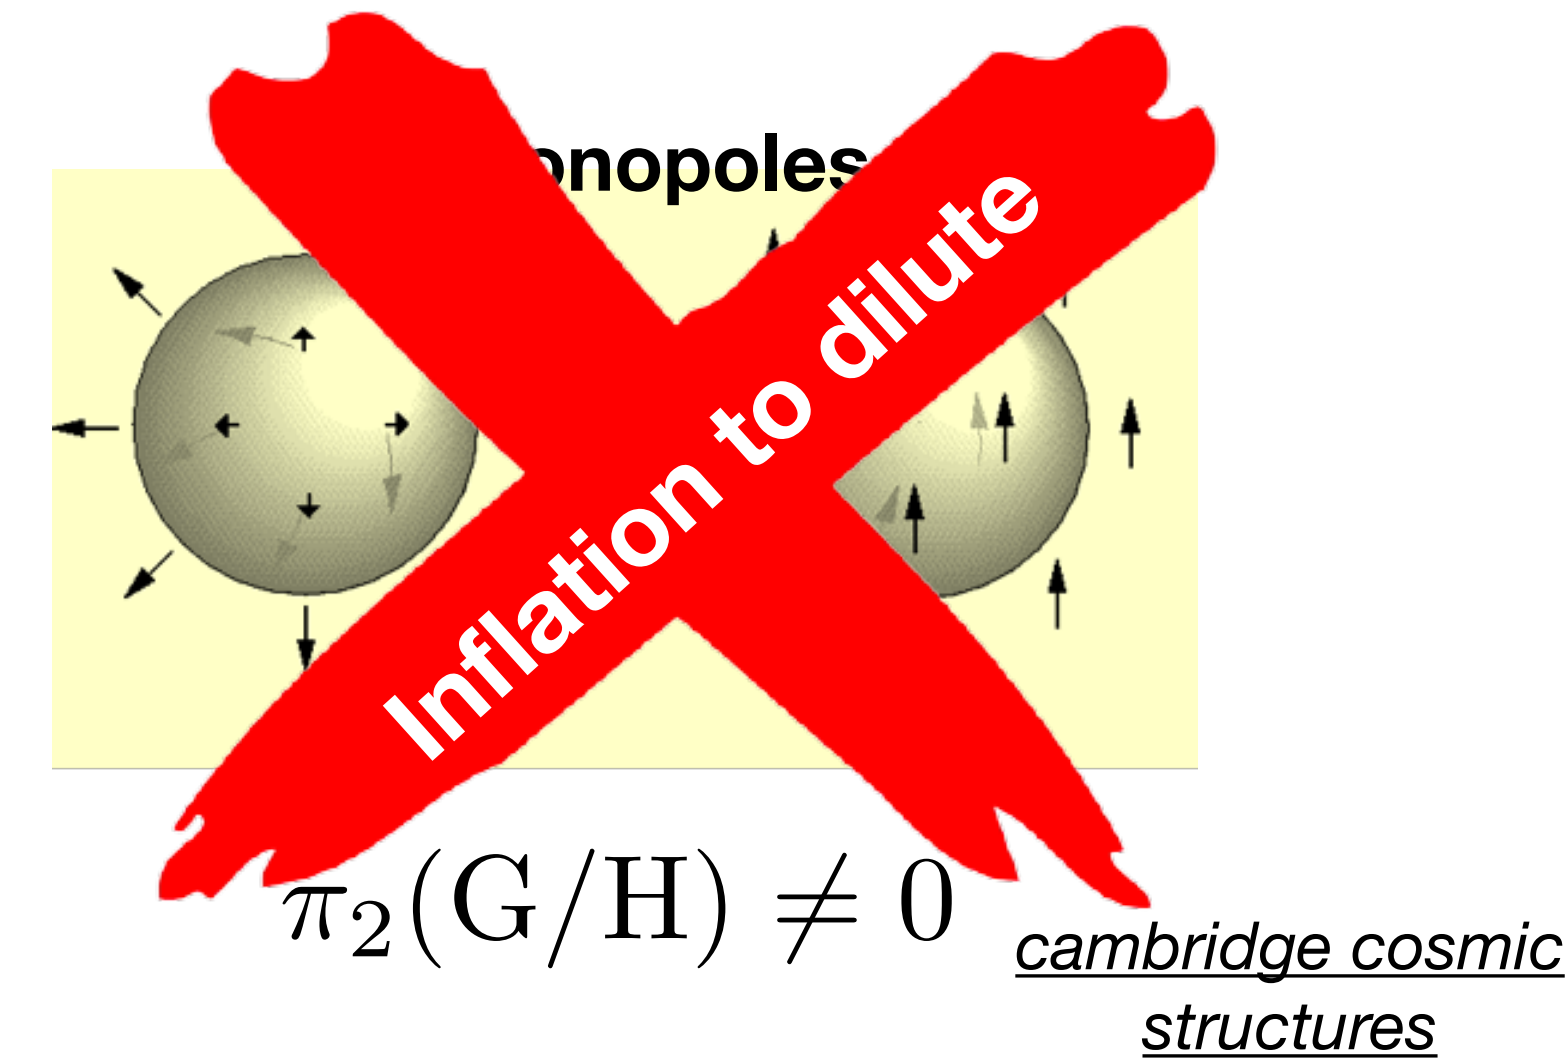 onopoles
Inflation to dilute
π₂(G/H) ≠ 0
cambridge cosmic
structures